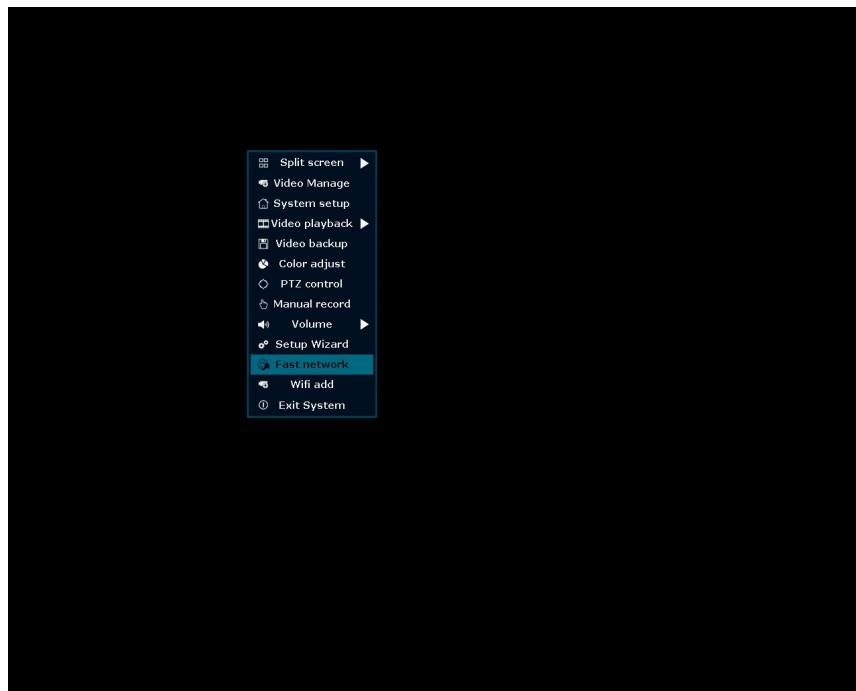 Split screen
Video Manage
System setup
Video playback
Video backup
Color adjust
PTZ control
Manual record
Volume
Setup Wizard
Fast network
Wifi add
Exit System